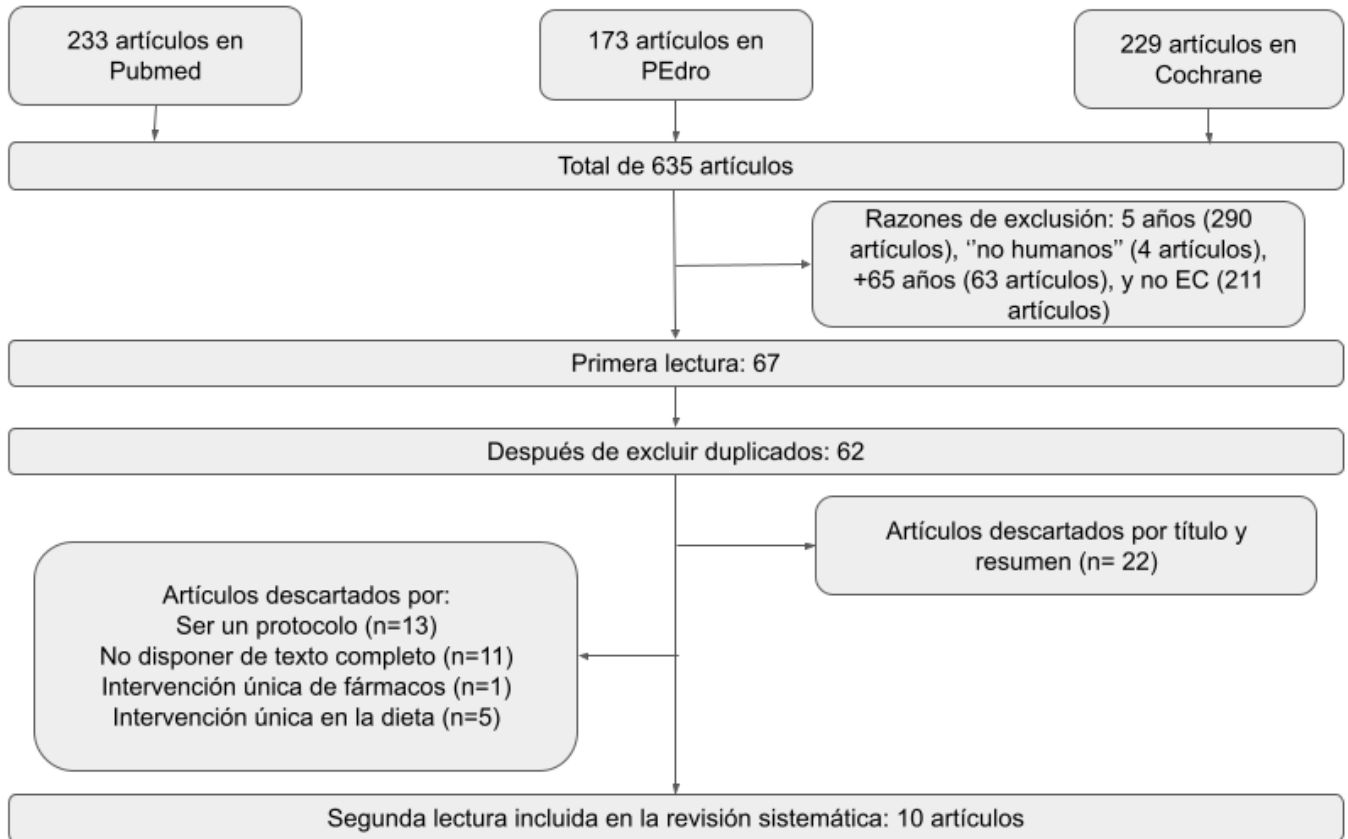 233 artículos en
Pubmed
173 artículos en
PEdro
229 artículos en
Cochrane
Total de 635 artículos
Razones de exclusión: 5 años (290
artículos), ‘’no humanos’’ (4 artículos),
+65 años (63 artículos), y no EC (211
artículos)
Primera lectura: 67
Después de excluir duplicados: 62
Artículos descartados por título y
resumen (n= 22)
Artículos descartados por:
Ser un protocolo (n=13)
No disponer de texto completo (n=11)
Intervención única de fármacos (n=1)
Intervención única en la dieta (n=5)
Segunda lectura incluida en la revisión sistemática: 10 artículos